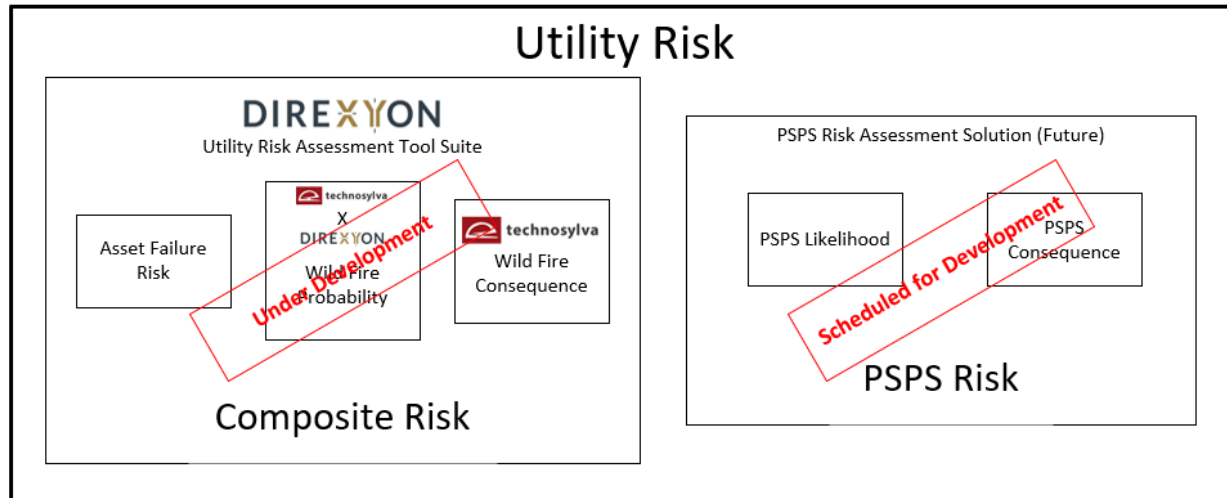 Utility Risk
DIREXYON
Utility Risk Assessment Tool Suite
Asset Failure
Risk
technosylva
X
DIREXYON
Wild Fire
Probability
technosylva
Wild Fire
Consequence
Under Development
Composite Risk
PSPS Risk Assessment Solution (Future)
PSPS Likelihood
PSPS
Consequence
Scheduled for Development
PSPS Risk